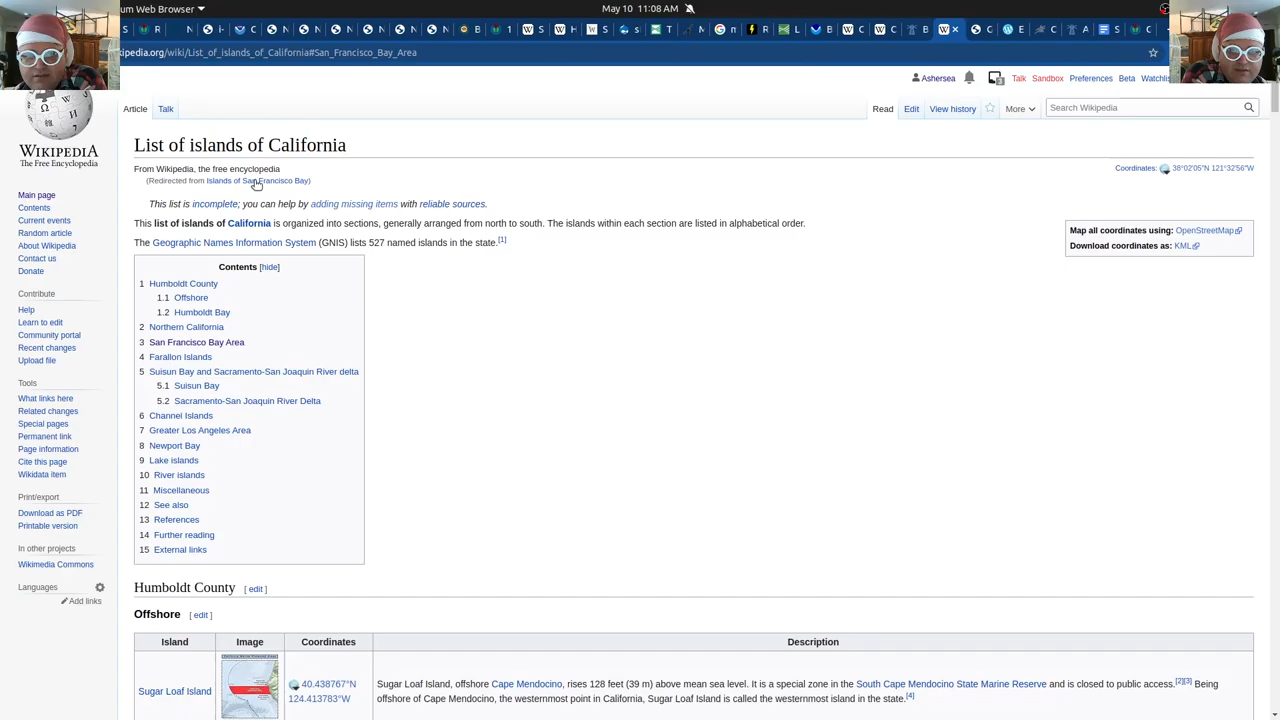 May 10 11:08 AM
rg/wiki/List_of_islands_of_California#San_Francisco_Bay_Area
Ashersea
3
Talk
Sandbox
Preferences
Beta
Watchlis
Article
Talk
Read
Edit
View history
More
Search Wikipedia
WIKIPEDIA
The Free Encyclopedia
Main page
Contents
Current events
Random article
About Wikipedia
Contact us
Donate
Contribute
Help
Learn to edit
Community portal
Recent changes
Upload file
Tools
What links here
Related changes
Special pages
Permanent link
Page information
Cite this page
Wikidata item
Print/export
Download as PDF
Printable version
In other projects
Wikimedia Commons
Languages
Add links
List of islands of California
From Wikipedia, the free encyclopedia
Coordinates: 38°02′05″N 121°32′56″W
(Redirected from Islands of San Francisco Bay)
This list is incomplete; you can help by adding missing items with reliable sources.
This list of islands of California is organized into sections, generally arranged from north to south. The islands within each section are listed in alphabetical order.
The Geographic Names Information System (GNIS) lists 527 named islands in the state.[1]
Map all coordinates using: OpenStreetMap
Download coordinates as: KML
Contents [hide]
1 Humboldt County
1.1 Offshore
1.2 Humboldt Bay
2 Northern California
3 San Francisco Bay Area
4 Farallon Islands
5 Suisun Bay and Sacramento-San Joaquin River delta
5.1 Suisun Bay
5.2 Sacramento-San Joaquin River Delta
6 Channel Islands
7 Greater Los Angeles Area
8 Newport Bay
9 Lake islands
10 River islands
11 Miscellaneous
12 See also
13 References
14 Further reading
15 External links
Humboldt County [ edit ]
Offshore [ edit ]
Island Image Coordinates Description
Sugar Loaf Island
40.438767°N
124.413783°W
Sugar Loaf Island, offshore Cape Mendocino, rises 128 feet (39 m) above mean sea level. It is a special zone in the South Cape Mendocino State Marine Reserve and is closed to public access.[2][3] Being
offshore of Cape Mendocino, the westernmost point in California, Sugar Loaf Island is called the westernmost island in the state.[4]